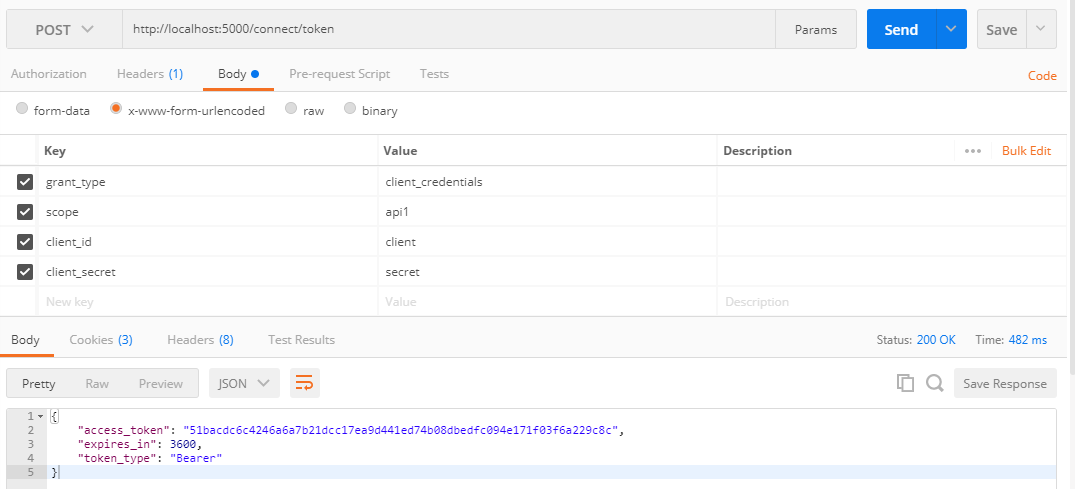 POST http://localhost:5000/connect/token Params Send Save
Authorization Headers (1) Body Pre-request Script Tests Code
form-data x-www-form-urlencoded raw binary
Key Value Description ••• Bulk Edit
grant_type client_credentials
scope api1
client_id client
client_secret secret
New key Value Description
Body Cookies (3) Headers (8) Test Results Status: 200 OK Time: 482 ms
Pretty Raw Preview JSON Save Response
1 {
2 "access_token": "51bacdc6c4246a6a7b21dcc17ea9d441ed74b08dbedfc094e171f03f6a229c8c",
3 "expires_in": 3600,
4 "token_type": "Bearer"
5 }